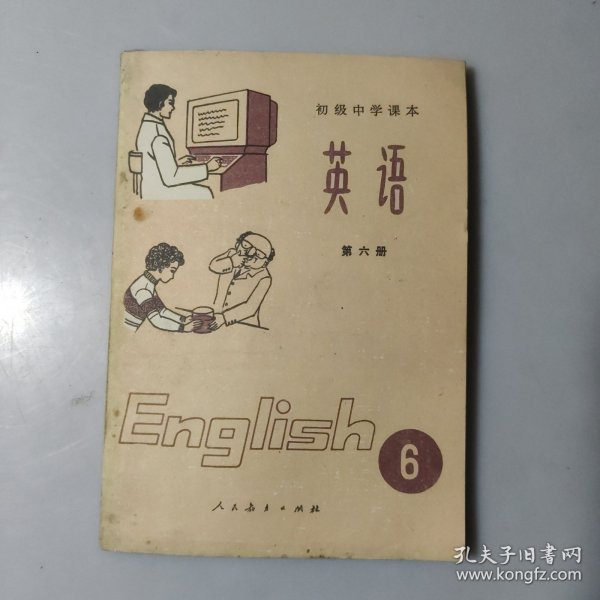 初级中学课本
英语
第六册
English
6
人民教育出版社
孔夫子旧书网
www.kongfz.com